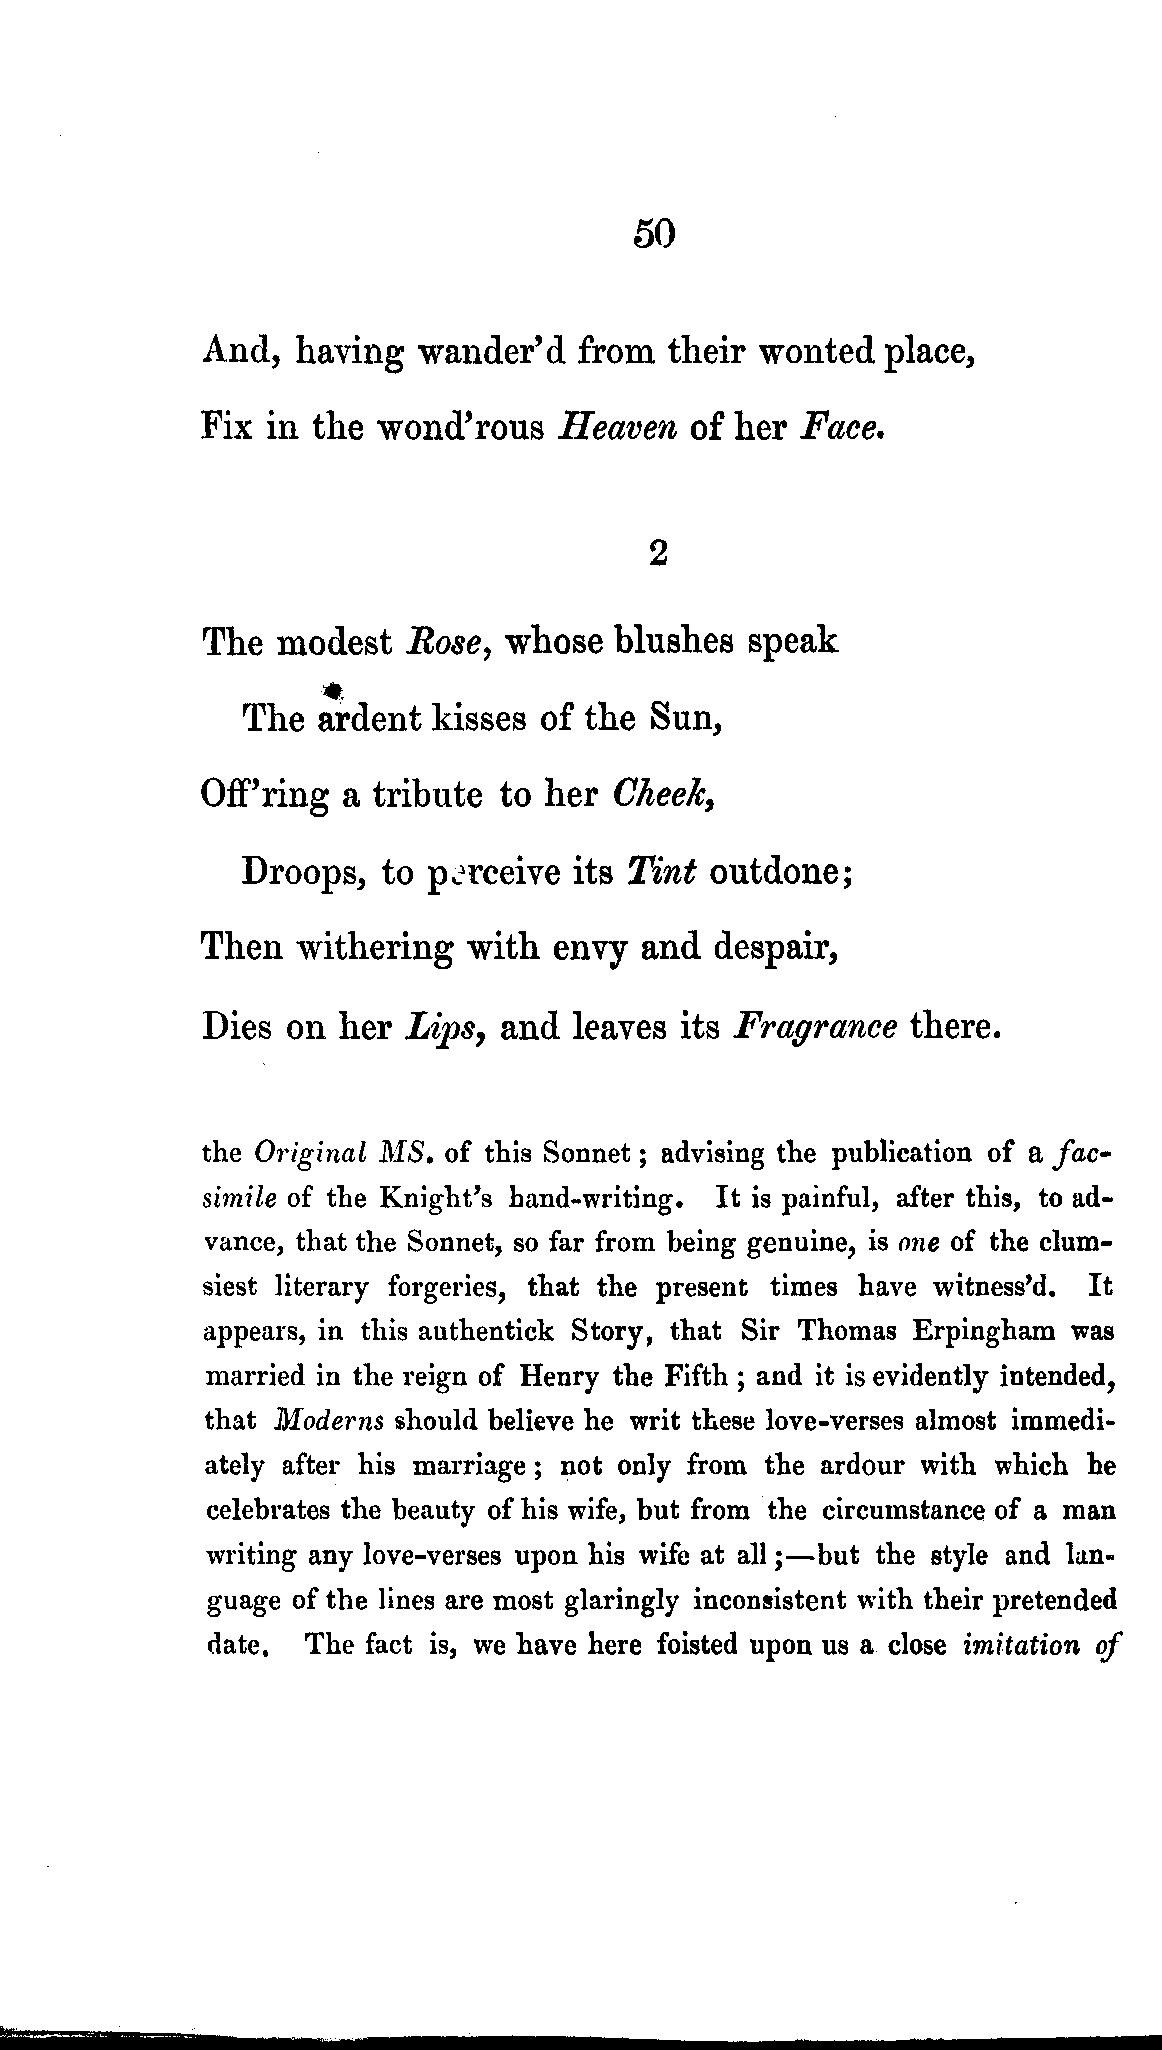 50
And, having wander'd from their wonted place,
Fix in the wond'rous Heaven of her Face.
2
The modest Rose, whose blushes speak
The ardent kisses of the Sun,
Off'ring a tribute to her Cheek,
Droops, to perceive its Tint outdone;
Then withering with envy and despair,
Dies on her Lips, and leaves its Fragrance there.
the Original MS. of this Sonnet; advising the publication of a fac-
simile of the Knight's hand-writing. It is painful, after this, to ad-
vance, that the Sonnet, so far from being genuine, is one of the clum-
siest literary forgeries, that the present times have witness'd. It
appears, in this authentick Story, that Sir Thomas Erpingham was
married in the reign of Henry the Fifth; and it is evidently intended,
that Moderns should believe he writ these love-verses almost immedi-
ately after his marriage; not only from the ardour with which he
celebrates the beauty of his wife, but from the circumstance of a man
writing any love-verses upon his wife at all;—but the style and lan-
guage of the lines are most glaringly inconsistent with their pretended
date. The fact is, we have here foisted upon us a close imitation of